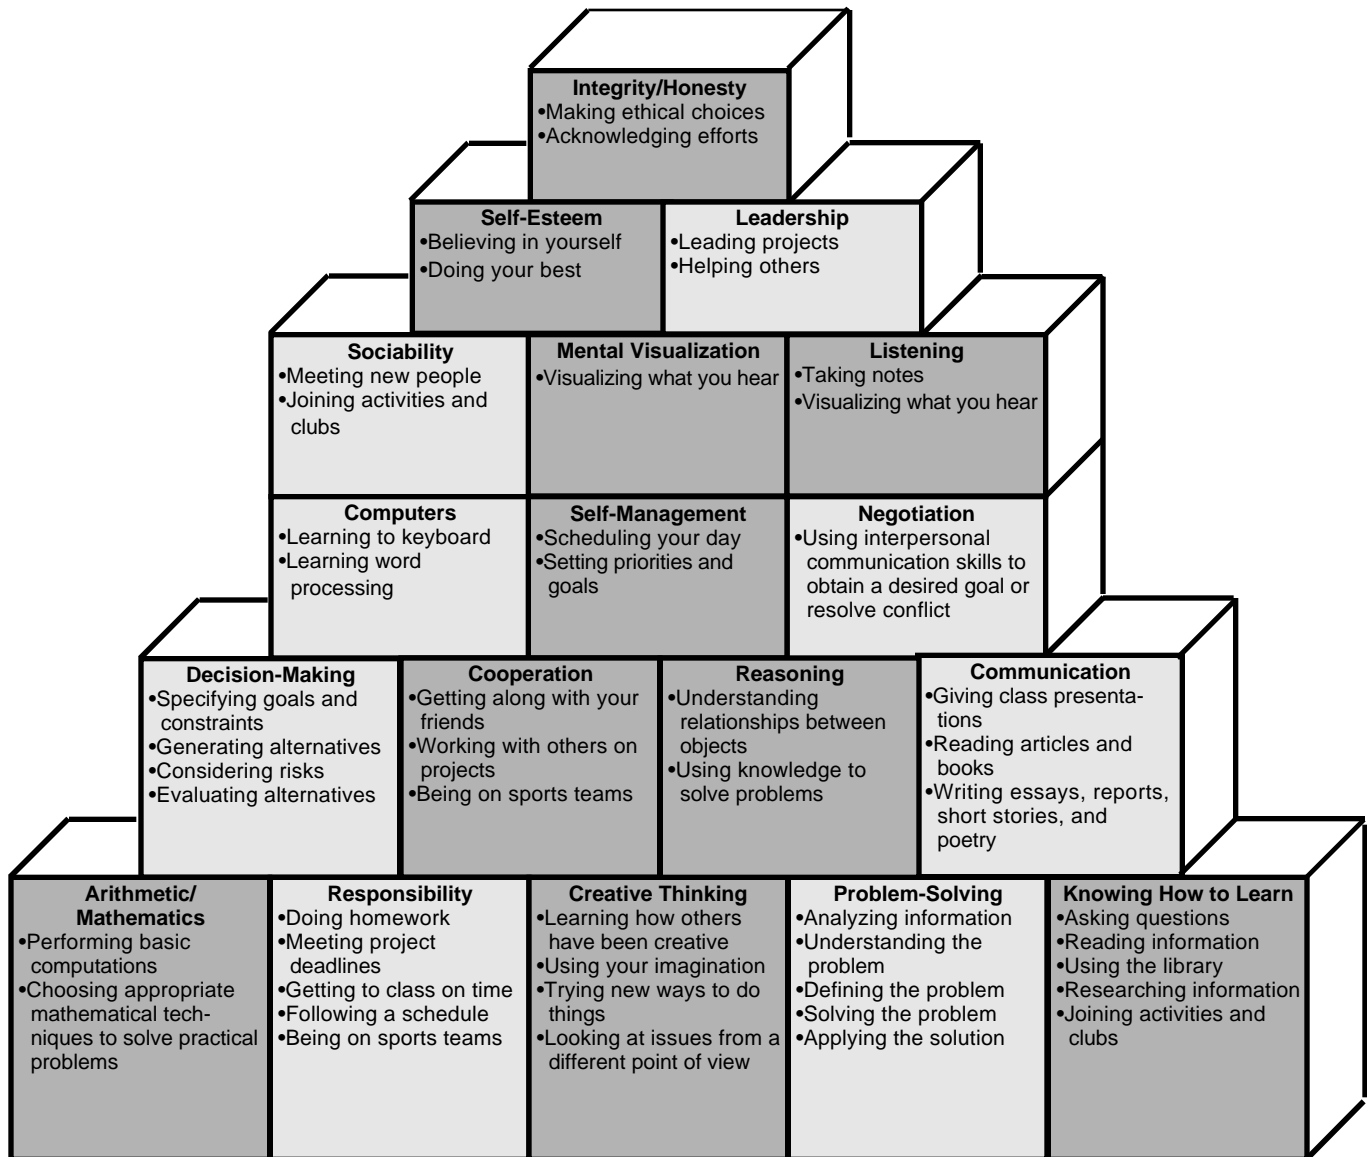 Integrity/Honesty
•Making ethical choices
•Acknowledging efforts
Self-Esteem
•Believing in yourself
•Doing your best
Leadership
•Leading projects
•Helping others
Sociability
•Meeting new people
•Joining activities and
clubs
Mental Visualization
•Visualizing what you hear
Listening
•Taking notes
•Visualizing what you hear
Computers
•Learning to keyboard
•Learning word
processing
Self-Management
•Scheduling your day
•Setting priorities and
goals
Negotiation
•Using interpersonal
communication skills to
obtain a desired goal or
resolve conflict
Decision-Making
•Specifying goals and
constraints
•Generating alternatives
•Considering risks
•Evaluating alternatives
Cooperation
•Getting along with your
friends
•Working with others on
projects
•Being on sports teams
Reasoning
•Understanding
relationships between
objects
•Using knowledge to
solve problems
Communication
•Giving class presenta-
tions
•Reading articles and
books
•Writing essays, reports,
short stories, and
poetry
Arithmetic/
Mathematics
•Performing basic
computations
•Choosing appropriate
mathematical tech-
niques to solve practical
problems
Responsibility
•Doing homework
•Meeting project
deadlines
•Getting to class on time
•Following a schedule
•Being on sports teams
Creative Thinking
•Learning how others
have been creative
•Using your imagination
•Trying new ways to do
things
•Looking at issues from a
different point of view
Problem-Solving
•Analyzing information
•Understanding the
problem
•Defining the problem
•Solving the problem
•Applying the solution
Knowing How to Learn
•Asking questions
•Reading information
•Using the library
•Researching information
•Joining activities and
clubs